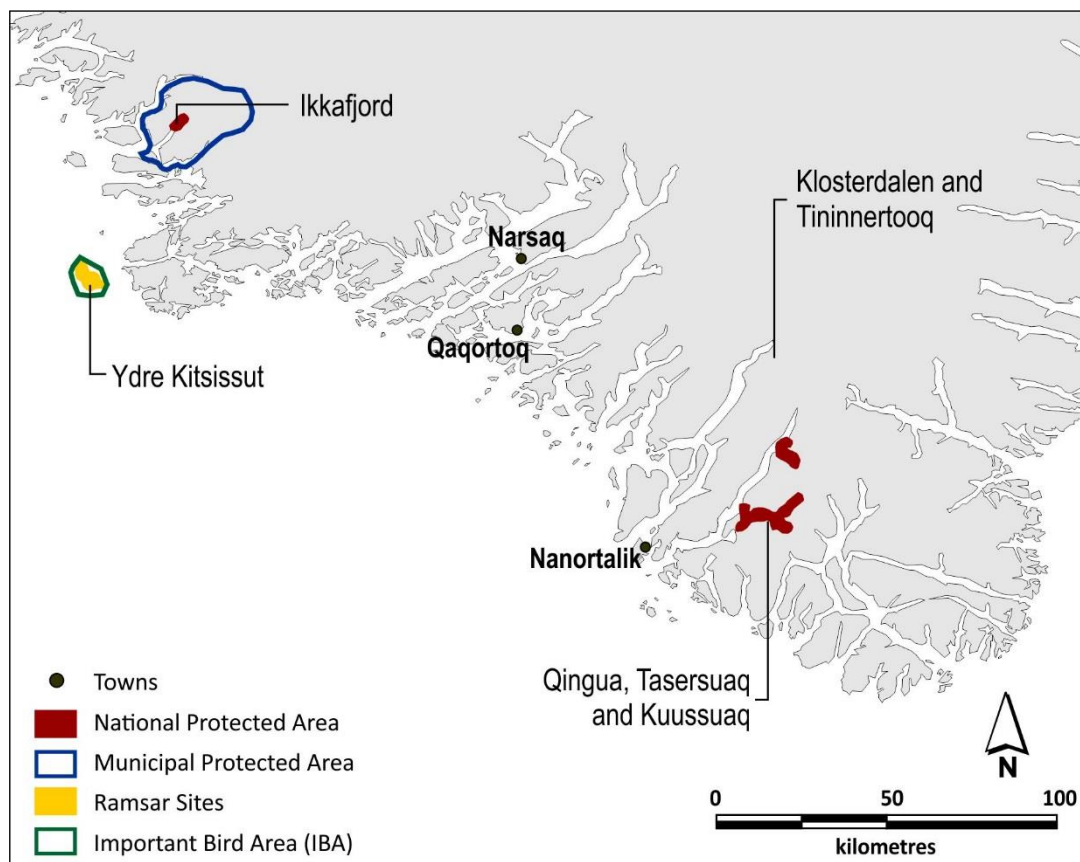 Ikkafjord
Klosterdalen and
Tininnertooq
Narsaq
Qaqortoq
Ydre Kitsissut
Nanortalik
Qingua, Tasersuaq
and Kuussuaq
Towns
National Protected Area
Municipal Protected Area
Ramsar Sites
Important Bird Area (IBA)
N
0 50 100
kilometres